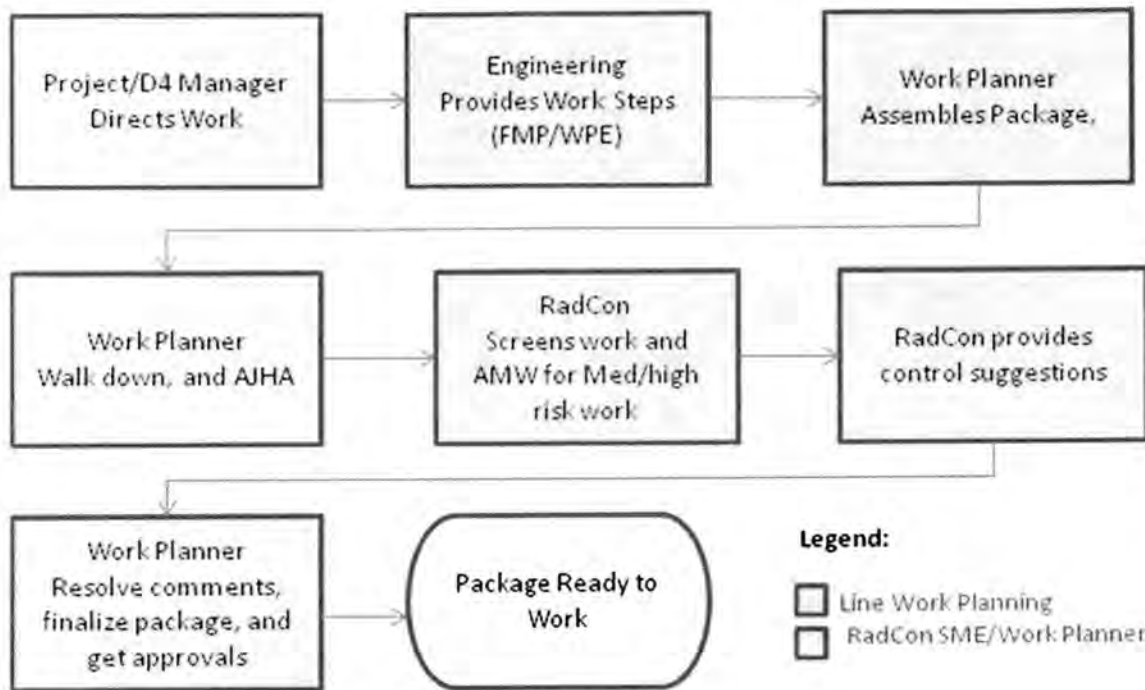 Project/D4 Manager
Directs Work
Engineering
Provides Work Steps
(FMP/WPE)
Work Planner
Assembles Package,
Work Planner
Walk down, and AJHA
RadCon
Screens work and
AMW for Med/high
risk work
RadCon provides
control suggestions
Work Planner
Resolve comments,
finalize package, and
get approvals
Package Ready to
Work
Legend:
Line Work Planning
RadCon SME/Work Planner